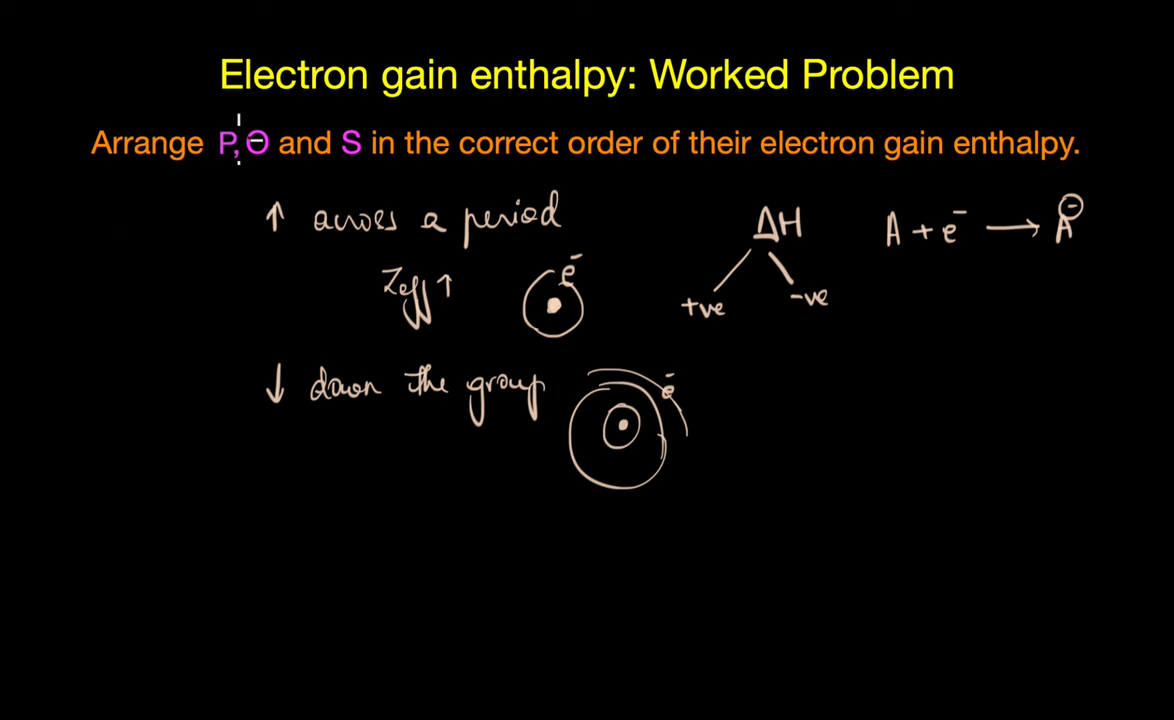 Electron gain enthalpy: Worked Problem
Arrange P, O and S in the correct order of their electron gain enthalpy.
↑ across a period
Zeff ↑
e⁻
ΔH
+ve
-ve
A + e⁻ ⟶ A⊖
↓ down the group
e⁻